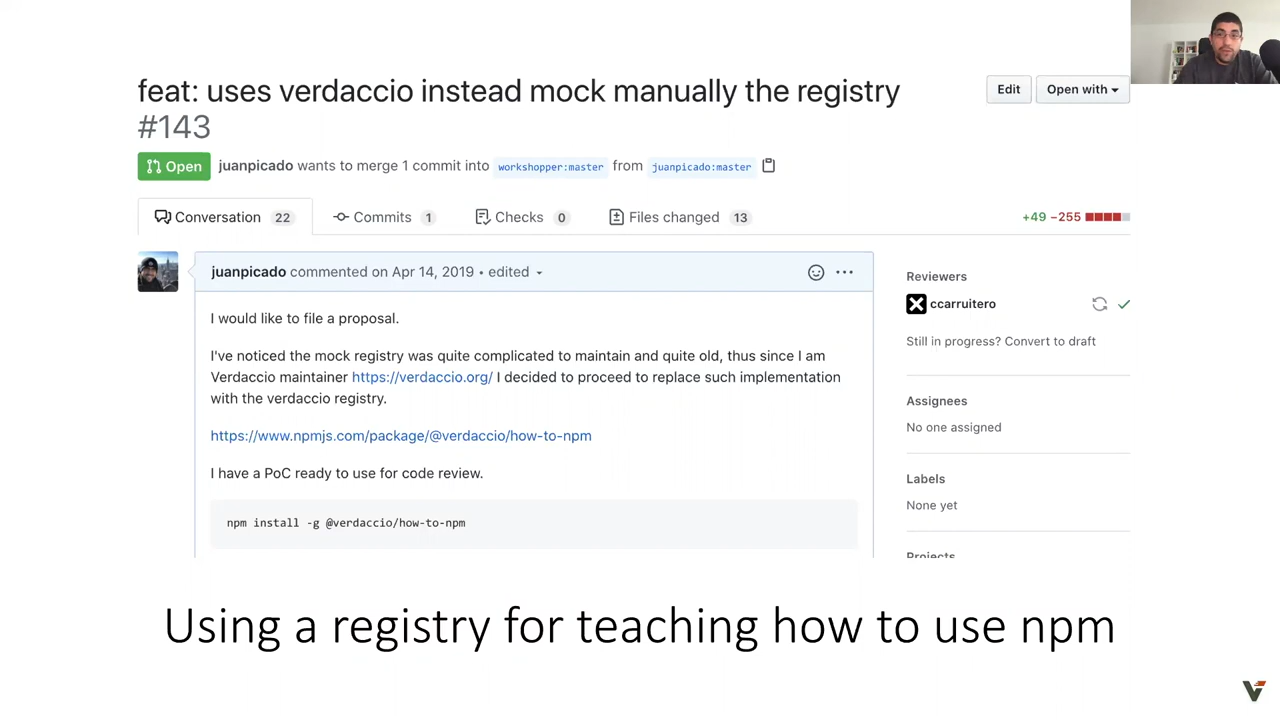 feat: uses verdaccio instead mock manually the registry
#143
Edit
Open with
Open
juanpicado wants to merge 1 commit into workshopper:master from juanpicado:master
Conversation 22
Commits 1
Checks 0
Files changed 13
+49 −255
juanpicado commented on Apr 14, 2019 • edited
I would like to file a proposal.
I've noticed the mock registry was quite complicated to maintain and quite old, thus since I am
Verdaccio maintainer https://verdaccio.org/ I decided to proceed to replace such implementation
with the verdaccio registry.
https://www.npmjs.com/package/@verdaccio/how-to-npm
I have a PoC ready to use for code review.
npm install -g @verdaccio/how-to-npm
Reviewers
ccarruitero
Still in progress? Convert to draft
Assignees
No one assigned
Labels
None yet
Projects
Using a registry for teaching how to use npm